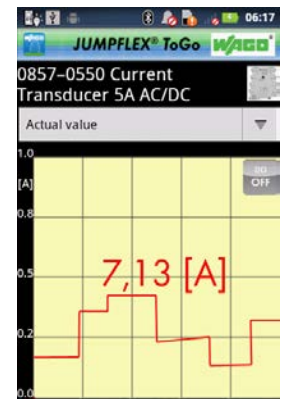 06:17
JUMPFLEX® ToGo WAGO
0857-0550 Current
Transducer 5A AC/DC
Actual value
1.0
[A]
DO
OFF
0.8
7,13 [A]
0.5
0.2
0.0